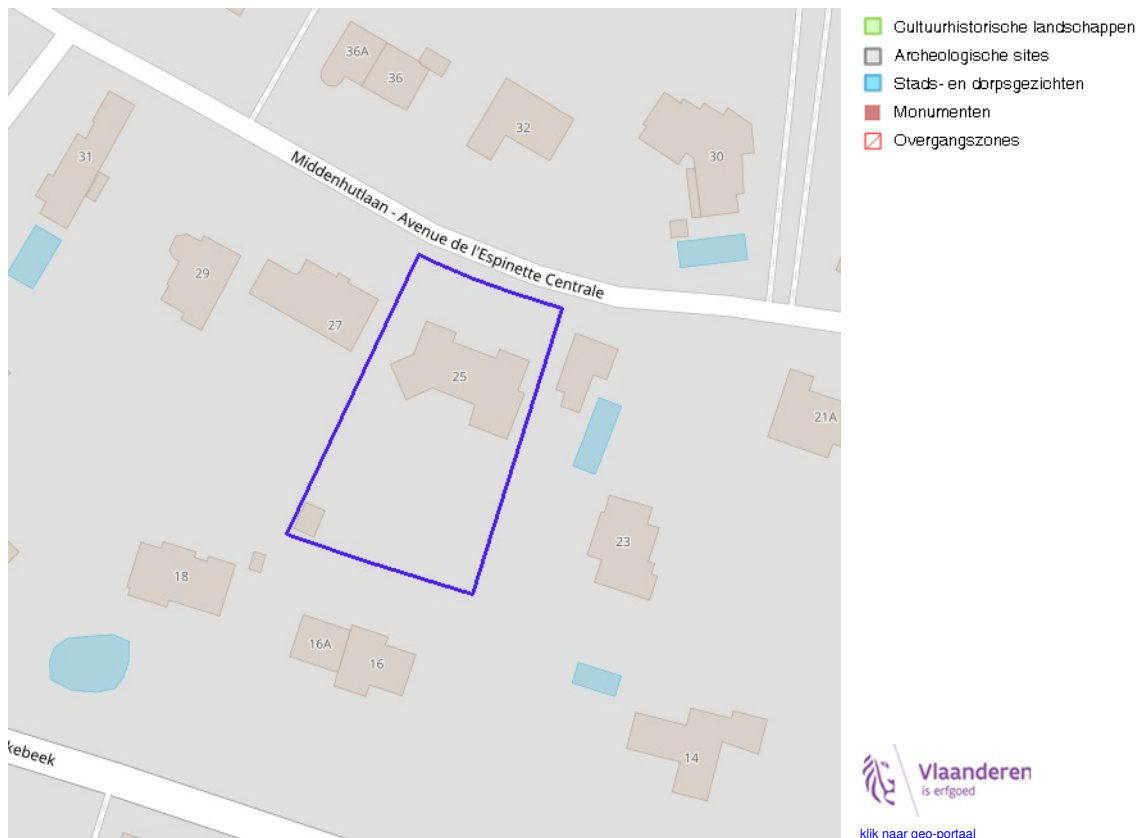 Cultuurhistorische landschappen
Archeologische sites
Stads- en dorpsgezichten
Monumenten
Overgangszones
36A
36
32
30
31
Middenhutlaan - Avenue de l'Espinette Centrale
29
27
25
21A
23
18
16A
16
14
kebeek
Vlaanderen
is erfgoed
klik naar geo-portaal